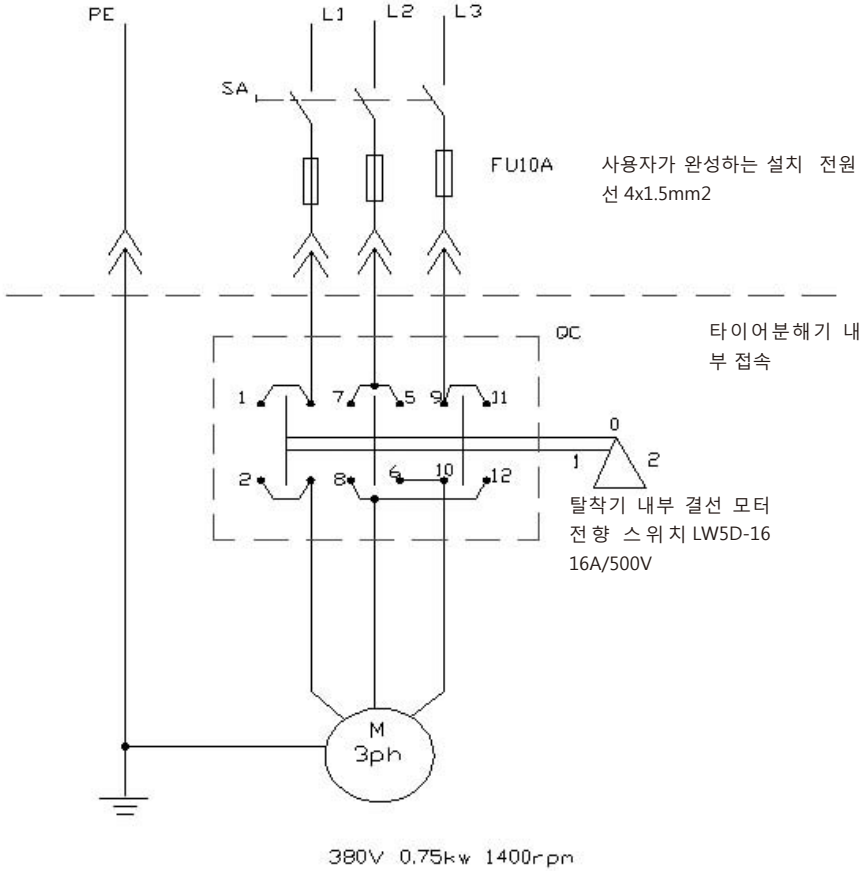 PE
L1
L2
L3
SA
FU10A
사용자가 완성하는 설치 전원
선 4x1.5mm2
QC
타이어분해기 내
부 접속
1
7
5
9
11
0
1
2
2
8
6
10
12
탈착기 내부 결선 모터
전향 스위치 LW5D-16
16A/500V
M
3ph
380V 0.75kw 1400rpm